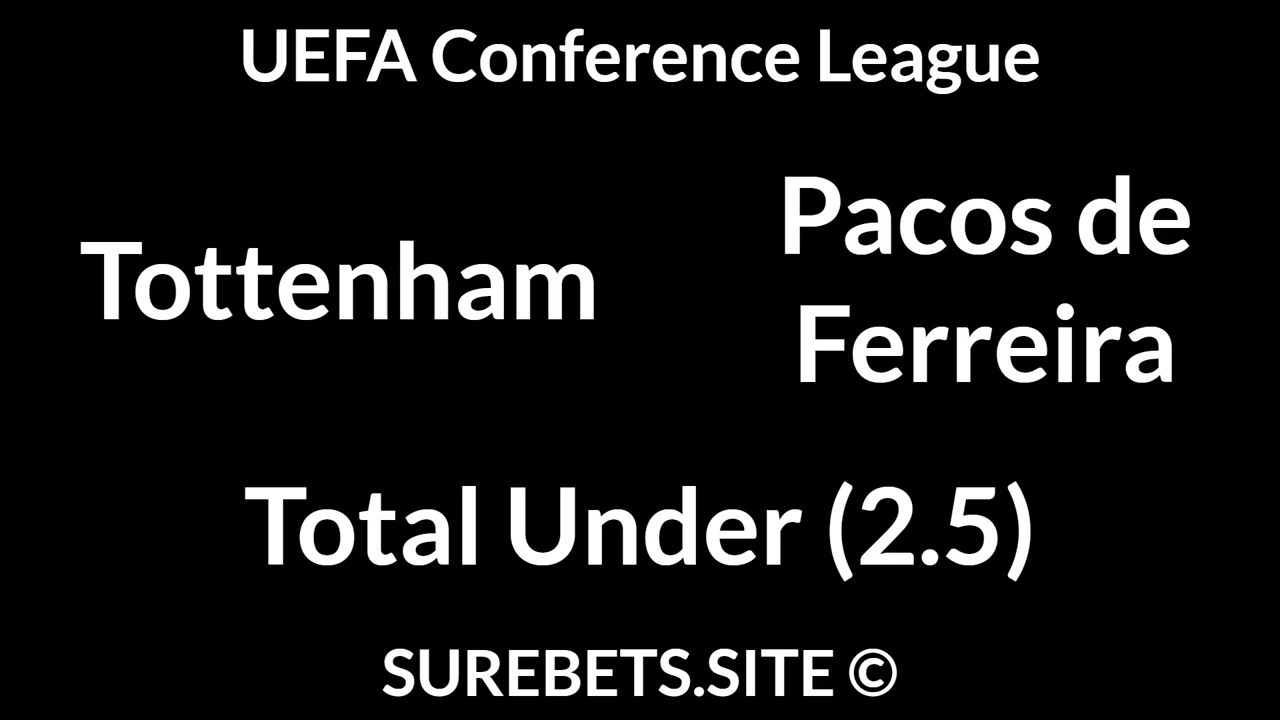 UEFA Conference League
Tottenham
Pacos de
Ferreira
Total Under (2.5)
SUREBETS.SITE ©